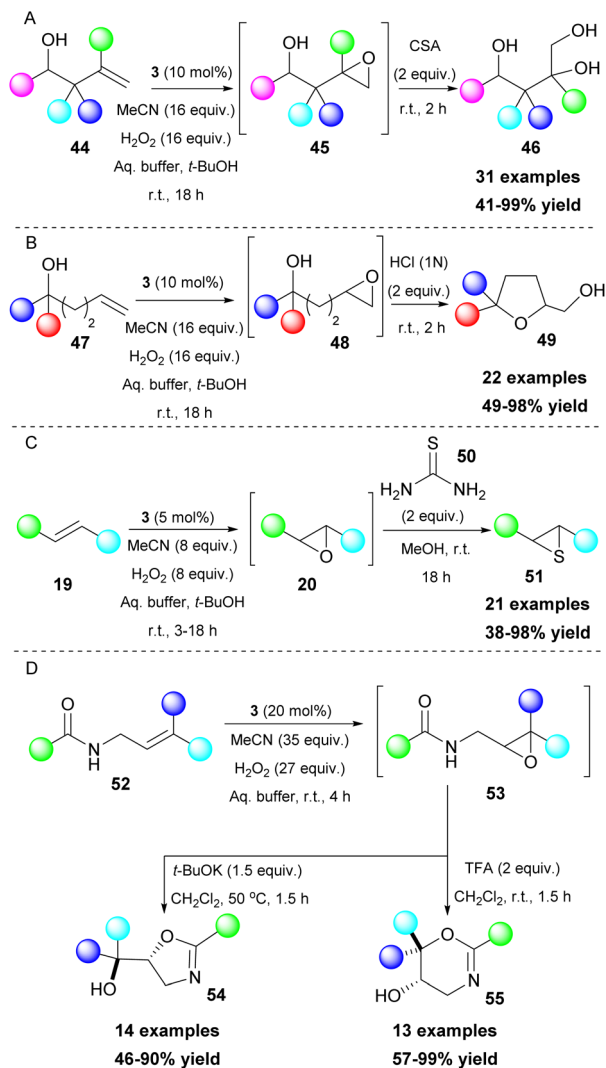 A
OH
3 (10 mol%)
MeCN (16 equiv.)
H2O2 (16 equiv.)
Aq. buffer, t-BuOH
r.t., 18 h
44
OH
O
45
CSA
(2 equiv.)
r.t., 2 h
OH
OH
OH
46
31 examples
41-99% yield
B
OH
2
47
3 (10 mol%)
MeCN (16 equiv.)
H2O2 (16 equiv.)
Aq. buffer, t-BuOH
r.t., 18 h
OH
O
2
48
HCl (1N)
(2 equiv.)
r.t., 2 h
OH
O
49
22 examples
49-98% yield
C
19
3 (5 mol%)
MeCN (8 equiv.)
H2O2 (8 equiv.)
Aq. buffer, t-BuOH
r.t., 3-18 h
O
20
S
50
H2N NH2
(2 equiv.)
MeOH, r.t.
18 h
S
51
21 examples
38-98% yield
D
O
N
H
52
3 (20 mol%)
MeCN (35 equiv.)
H2O2 (27 equiv.)
Aq. buffer, r.t., 4 h
O
N
H
O
53
t-BuOK (1.5 equiv.)
CH2Cl2, 50 °C, 1.5 h
TFA (2 equiv.)
CH2Cl2, r.t., 1.5 h
O
N
HO
54
14 examples
46-90% yield
O
N
HO
55
13 examples
57-99% yield